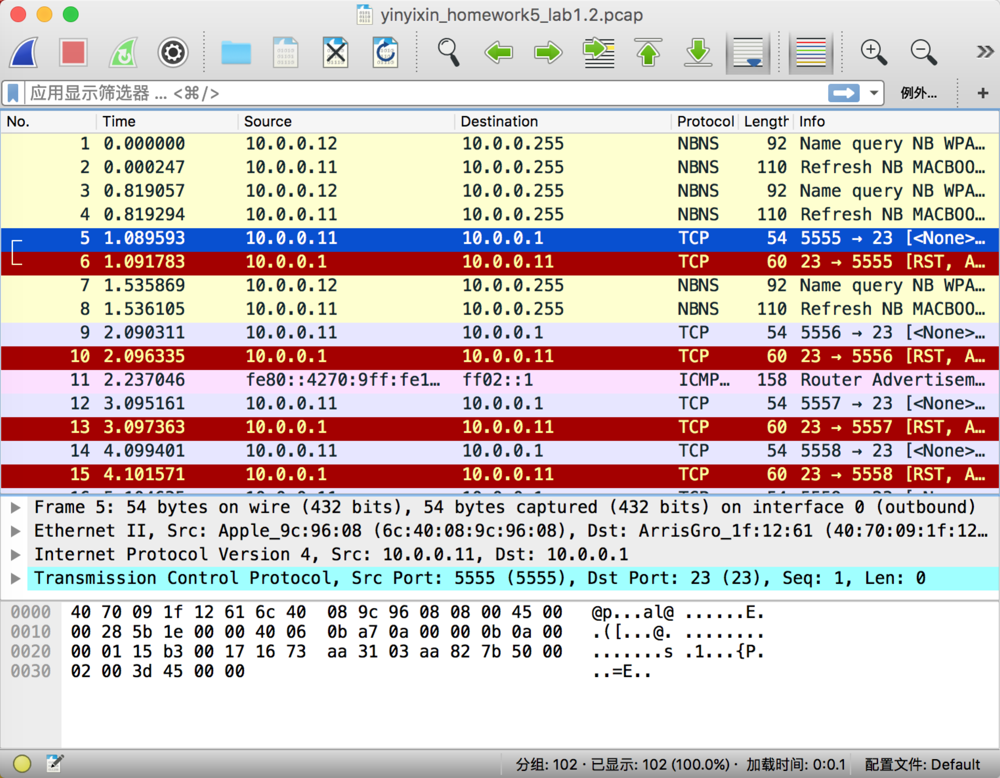 yinyixin_homework5_lab1.2.pcap
应用显示筛选器 ... <⌘/> 例外... +
No. Time Source Destination Protocol Length Info
1 0.000000 10.0.0.12 10.0.0.255 NBNS 92 Name query NB WPA…
2 0.000247 10.0.0.11 10.0.0.255 NBNS 110 Refresh NB MACBOO…
3 0.819057 10.0.0.12 10.0.0.255 NBNS 92 Name query NB WPA…
4 0.819294 10.0.0.11 10.0.0.255 NBNS 110 Refresh NB MACBOO…
5 1.089593 10.0.0.11 10.0.0.1 TCP 54 5555 → 23 [<None>…
6 1.091783 10.0.0.1 10.0.0.11 TCP 60 23 → 5555 [RST, A…
7 1.535869 10.0.0.12 10.0.0.255 NBNS 92 Name query NB WPA…
8 1.536105 10.0.0.11 10.0.0.255 NBNS 110 Refresh NB MACBOO…
9 2.090311 10.0.0.11 10.0.0.1 TCP 54 5556 → 23 [<None>…
10 2.096335 10.0.0.1 10.0.0.11 TCP 60 23 → 5556 [RST, A…
11 2.237046 fe80::4270:9ff:fe1… ff02::1 ICMP… 158 Router Advertisem…
12 3.095161 10.0.0.11 10.0.0.1 TCP 54 5557 → 23 [<None>…
13 3.097363 10.0.0.1 10.0.0.11 TCP 60 23 → 5557 [RST, A…
14 4.099401 10.0.0.11 10.0.0.1 TCP 54 5558 → 23 [<None>…
15 4.101571 10.0.0.1 10.0.0.11 TCP 60 23 → 5558 [RST, A…
Frame 5: 54 bytes on wire (432 bits), 54 bytes captured (432 bits) on interface 0 (outbound)
Ethernet II, Src: Apple_9c:96:08 (6c:40:08:9c:96:08), Dst: ArrisGro_1f:12:61 (40:70:09:1f:12…
Internet Protocol Version 4, Src: 10.0.0.11, Dst: 10.0.0.1
Transmission Control Protocol, Src Port: 5555 (5555), Dst Port: 23 (23), Seq: 1, Len: 0
0000 40 70 09 1f 12 61 6c 40 08 9c 96 08 08 00 45 00 @p...al@ ......E.
0010 00 28 5b 1e 00 00 40 06 0b a7 0a 00 00 0b 0a 00 .([...@. ........
0020 00 01 15 b3 00 17 16 73 aa 31 03 aa 82 7b 50 00 .......s .1...{P.
0030 02 00 3d 45 00 00 ..=E..
分组: 102 · 已显示: 102 (100.0%) · 加载时间: 0:0.1 配置文件: Default